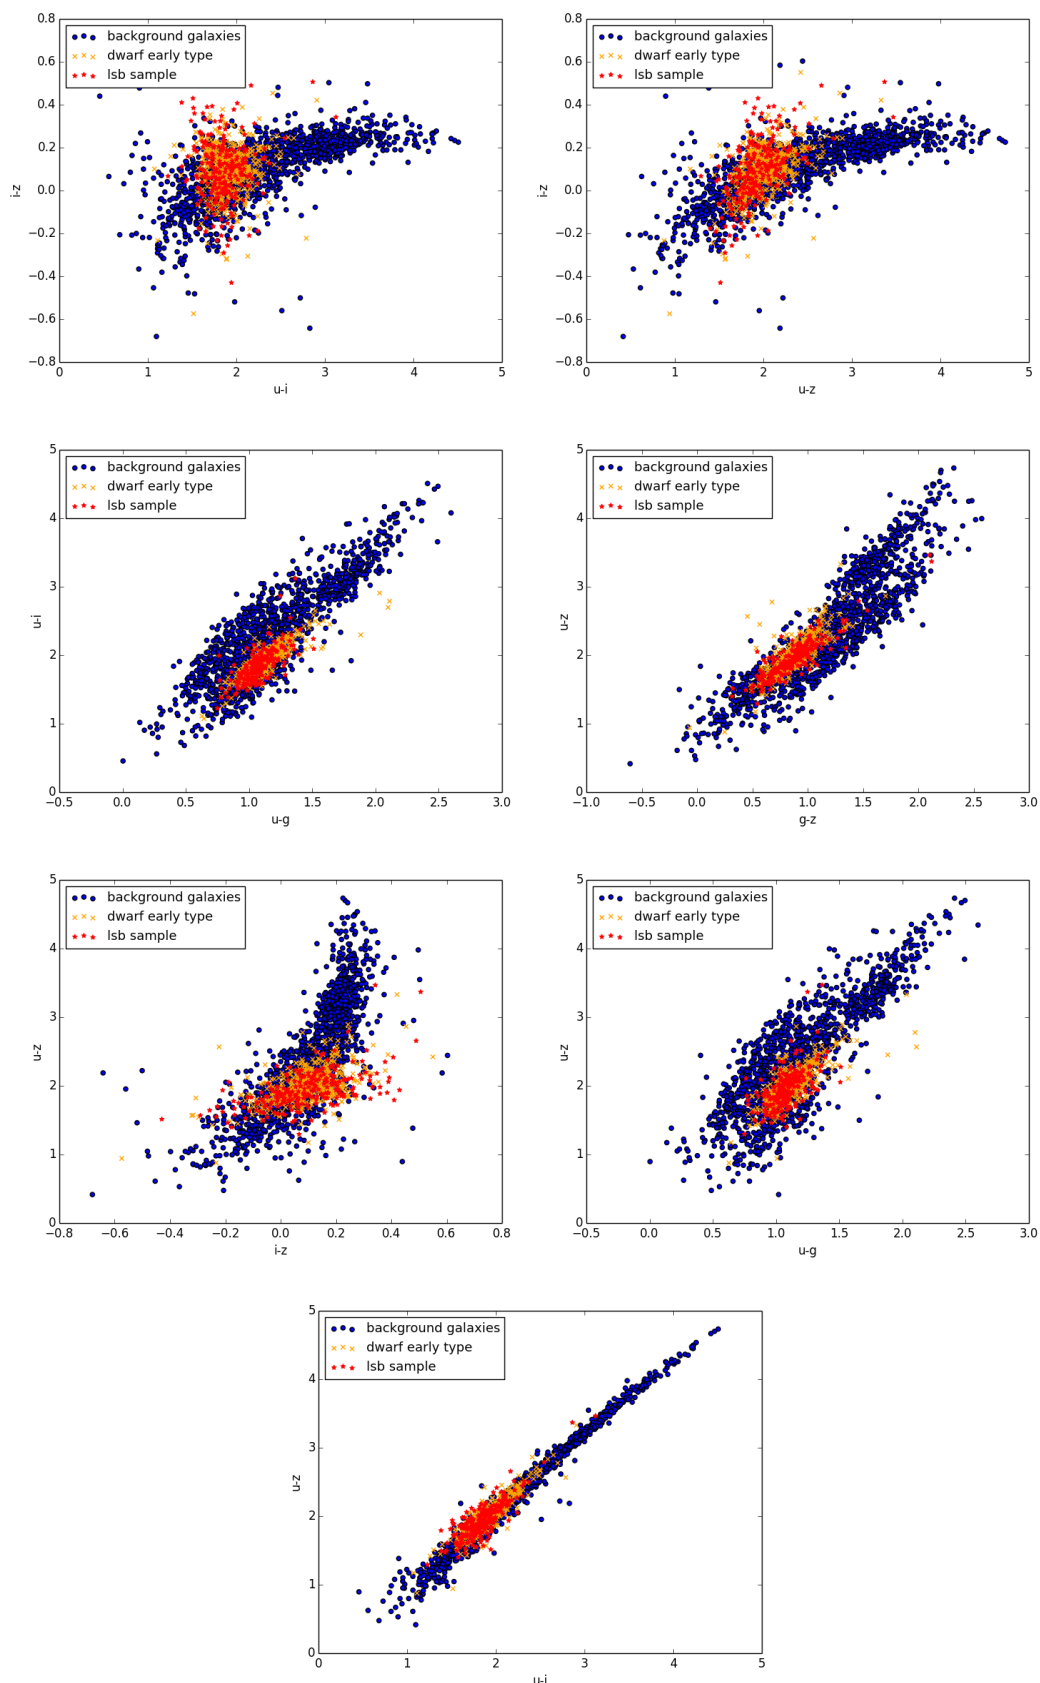 0.8
0.6
0.4
0.2
0.0
−0.2
−0.4
−0.6
−0.8
i-z
background galaxies
dwarf early type
lsb sample
0 1 2 3 4 5
u-i
0.8
0.6
0.4
0.2
0.0
−0.2
−0.4
−0.6
−0.8
i-z
background galaxies
dwarf early type
lsb sample
0 1 2 3 4 5
u-z
5
4
3
2
1
0
u-i
background galaxies
dwarf early type
lsb sample
−0.5 0.0 0.5 1.0 1.5 2.0 2.5 3.0
u-g
5
4
3
2
1
0
u-z
background galaxies
dwarf early type
lsb sample
−1.0 −0.5 0.0 0.5 1.0 1.5 2.0 2.5 3.0
g-z
5
4
3
2
1
0
u-z
background galaxies
dwarf early type
lsb sample
−0.8 −0.6 −0.4 −0.2 0.0 0.2 0.4 0.6 0.8
i-z
5
4
3
2
1
0
u-z
background galaxies
dwarf early type
lsb sample
−0.5 0.0 0.5 1.0 1.5 2.0 2.5 3.0
u-g
5
4
3
2
1
0
u-z
background galaxies
dwarf early type
lsb sample
0 1 2 3 4 5
u-i